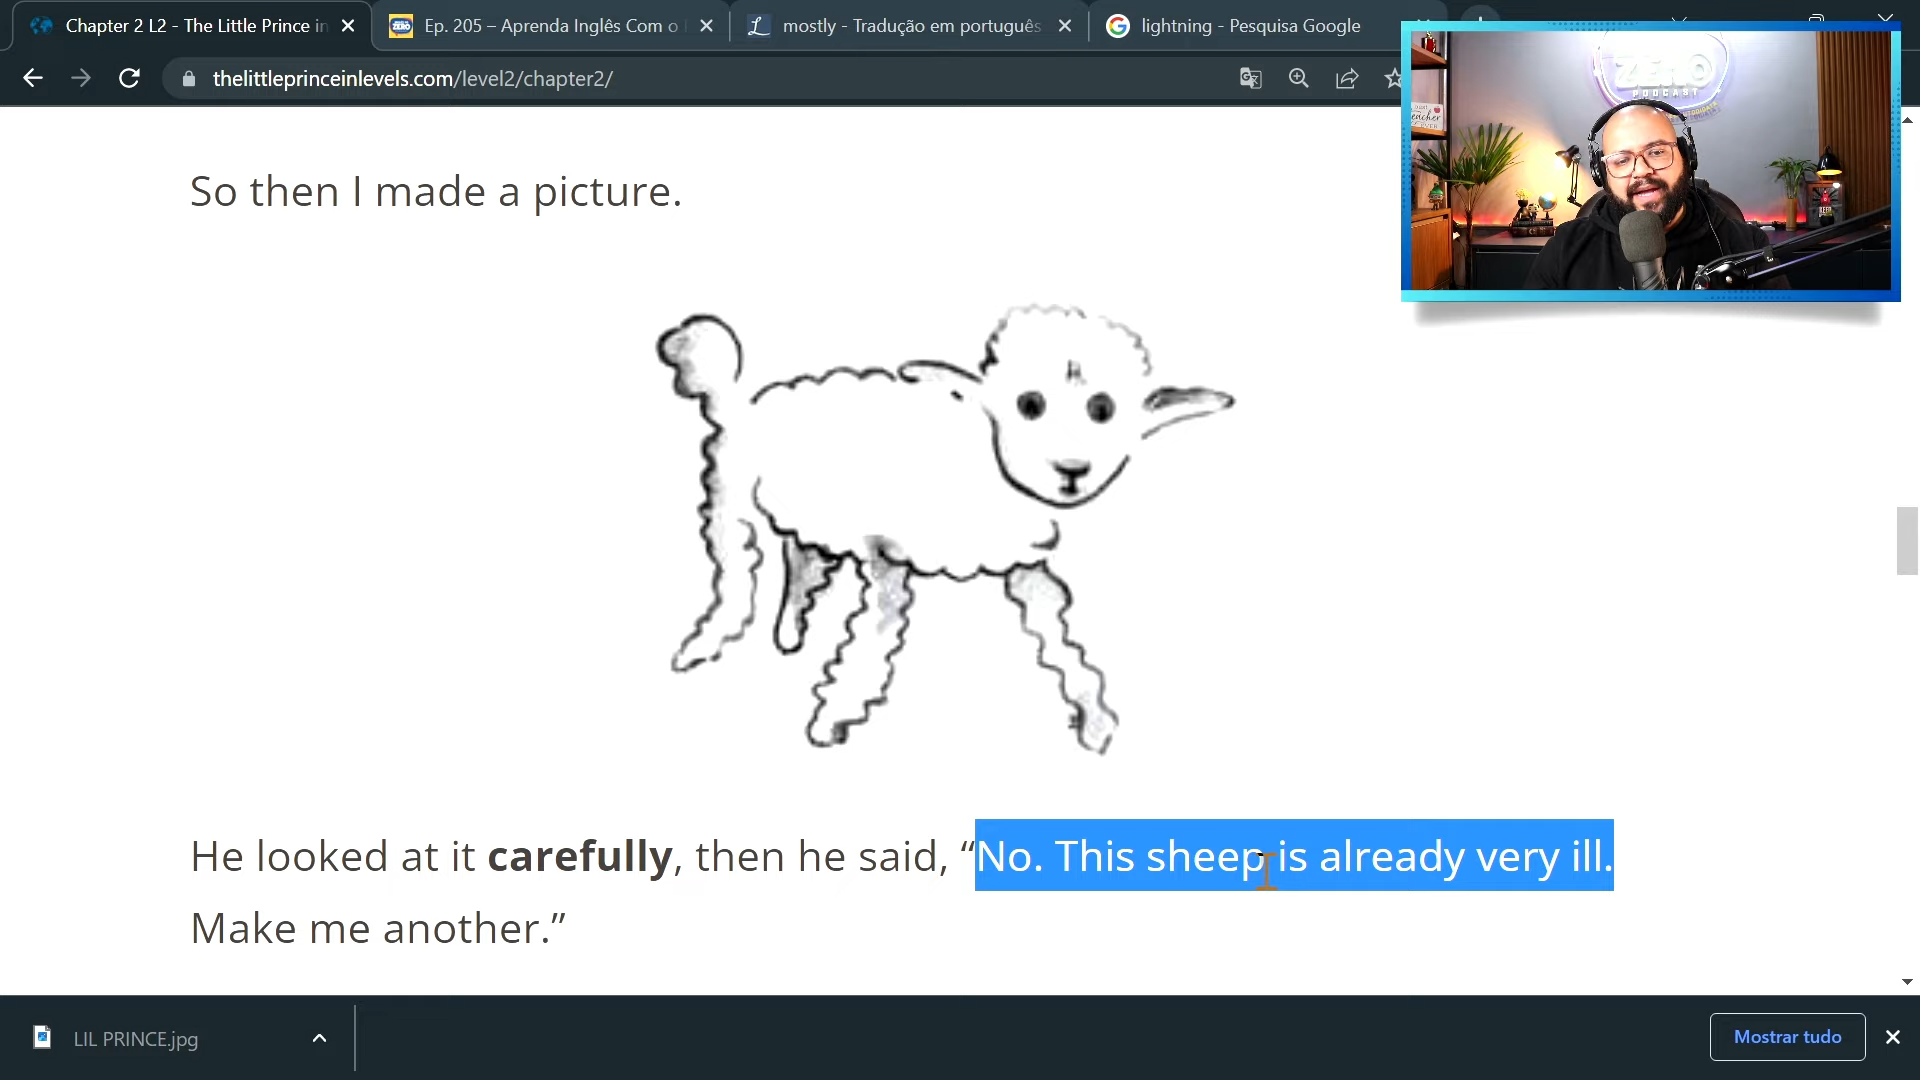 Chapter 2 L2 - The Little Prince in
Ep. 205 – Aprenda Inglês Com o
mostly - Tradução em português
lightning - Pesquisa Google
thelittleprinceinlevels.com/level2/chapter2/
ZERO
PODCAST
So then I made a picture.
He looked at it carefully, then he said, “No. This sheep is already very ill.
Make me another.”
LIL PRINCE.jpg
Mostrar tudo